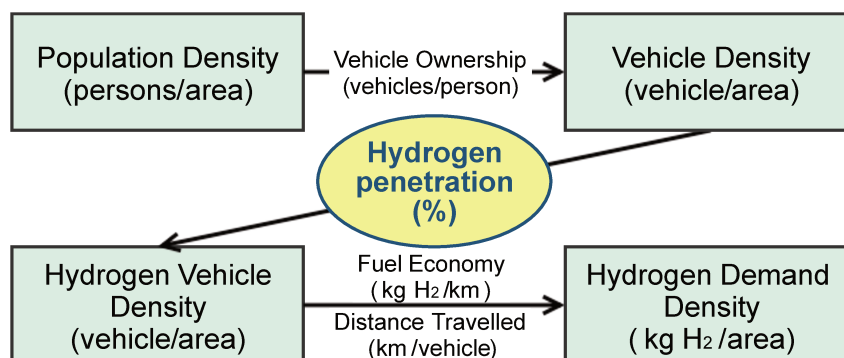 Population Density
(persons/area)
Vehicle Ownership
(vehicles/person)
Vehicle Density
(vehicle/area)
Hydrogen
penetration
(%)
Hydrogen Vehicle
Density
(vehicle/area)
Fuel Economy
(kg H₂/km)
Distance Travelled
(km/vehicle)
Hydrogen Demand
Density
( kg H₂ /area)